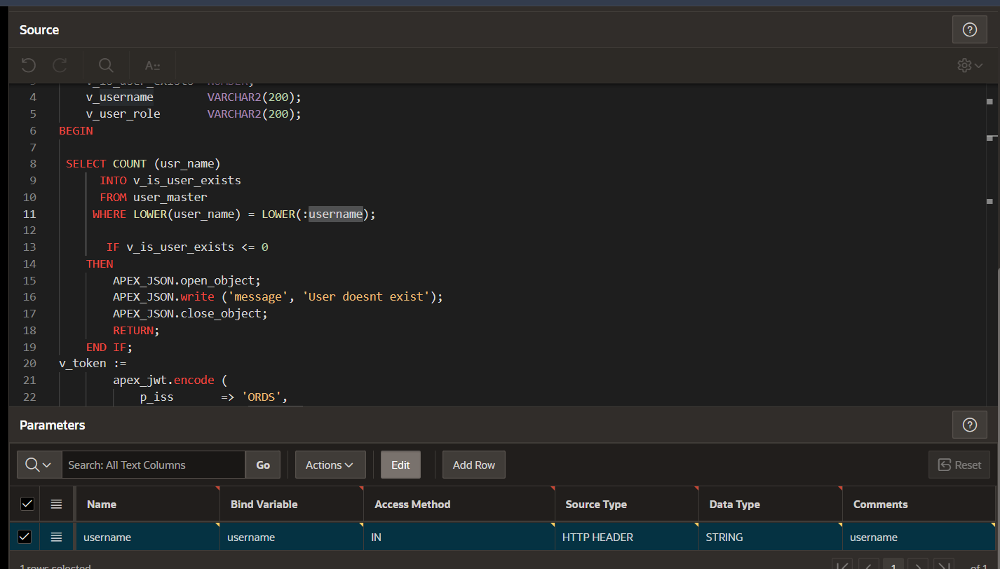 Source
A
v_is_user_exists NUMBER;
4 v_username VARCHAR2(200);
5 v_user_role VARCHAR2(200);
6 BEGIN
7
8 SELECT COUNT (usr_name)
9 INTO v_is_user_exists
10 FROM user_master
11 WHERE LOWER(user_name) = LOWER(:username);
12
13 IF v_is_user_exists <= 0
14 THEN
15 APEX_JSON.open_object;
16 APEX_JSON.write ('message', 'User doesnt exist');
17 APEX_JSON.close_object;
18 RETURN;
19 END IF;
20 v_token :=
21 apex_jwt.encode (
22 p_iss => 'ORDS',
Parameters
Search: All Text Columns Go Actions Edit Add Row Reset
Name Bind Variable Access Method Source Type Data Type Comments
username username IN HTTP HEADER STRING username
1 rows selected 1 of 1